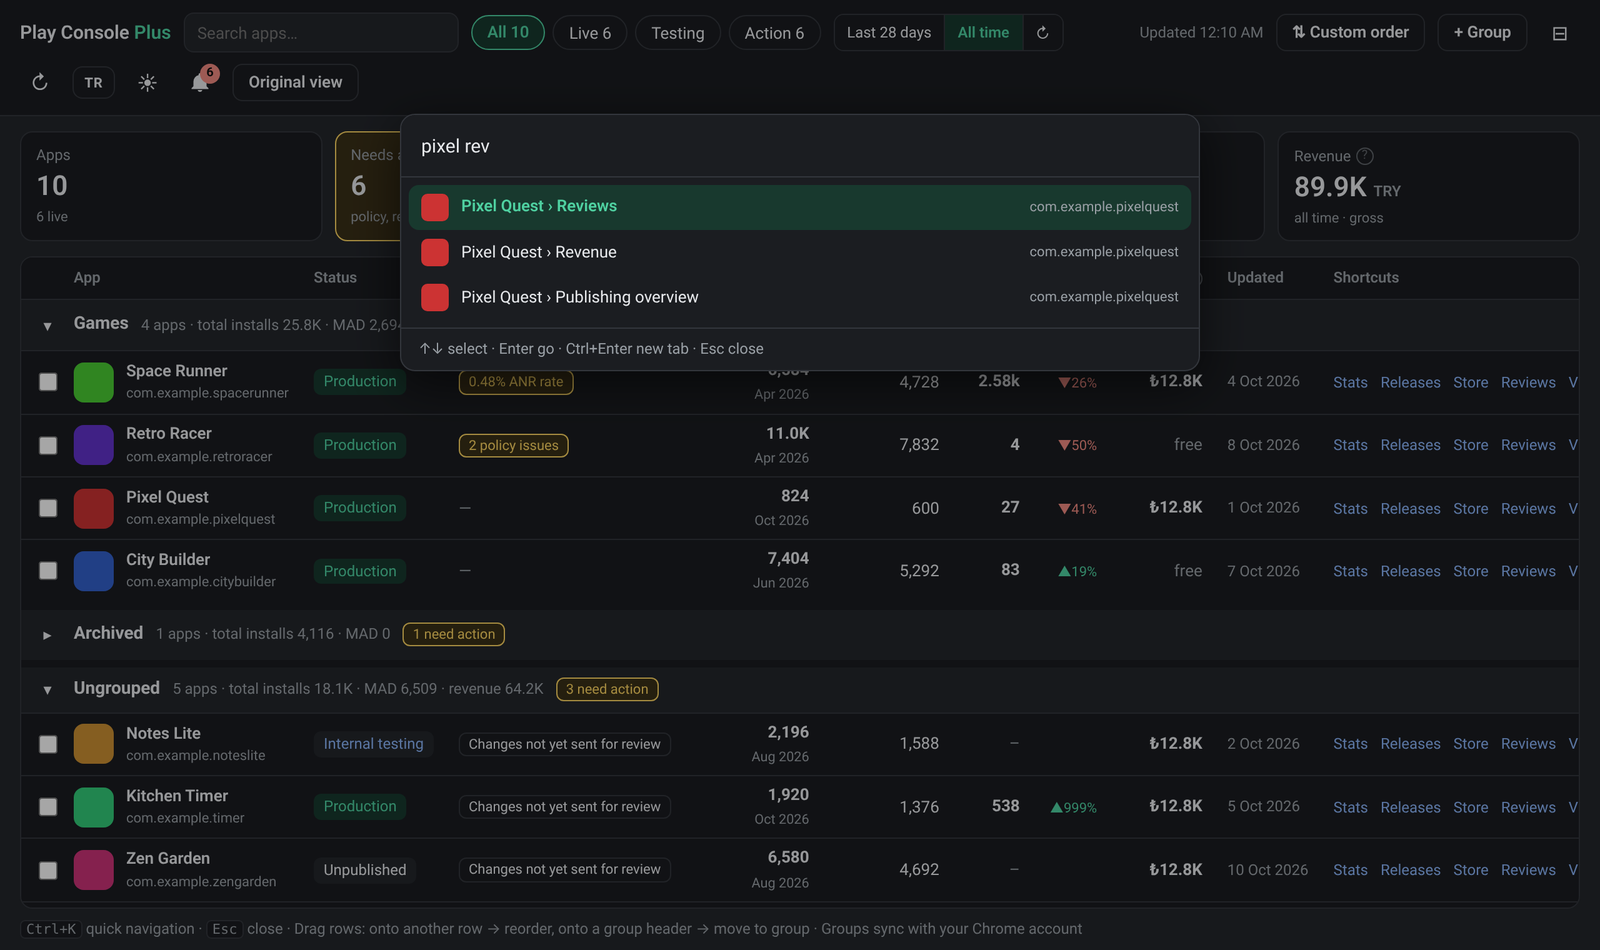 Play Console Plus
Search apps...
All 10
Live 6
Testing
Action 6
Last 28 days
All time
Updated 12:10 AM
Custom order
+ Group
TR
6
Original view
pixel rev
Pixel Quest › Reviews com.example.pixelquest
Pixel Quest › Revenue com.example.pixelquest
Pixel Quest › Publishing overview com.example.pixelquest
↑↓ select · Enter go · Ctrl+Enter new tab · Esc close
Apps
10
6 live
Needs
6
policy,
Revenue ?
89.9K TRY
all time · gross
App Status Updated Shortcuts
Games 4 apps · total installs 25.8K · MAD
Space Runner
com.example.spacerunner
Production 0.48% ANR rate
Apr 2026
4,728 2.58k ▼26% ₺12.8K 4 Oct 2026 Stats Releases Store Reviews V
Retro Racer
com.example.retroracer
Production 2 policy issues
11.0K
Apr 2026
7,832 4 ▼50% free 8 Oct 2026 Stats Releases Store Reviews V
Pixel Quest
com.example.pixelquest
Production —
824
Oct 2026
600 27 ▼41% ₺12.8K 1 Oct 2026 Stats Releases Store Reviews V
City Builder
com.example.citybuilder
Production —
7,404
Jun 2026
5,292 83 ▲19% free 7 Oct 2026 Stats Releases Store Reviews V
Archived 1 apps · total installs 4,116 · MAD 0 1 need action
Ungrouped 5 apps · total installs 18.1K · MAD 6,509 · revenue 64.2K 3 need action
Notes Lite
com.example.noteslite
Internal testing Changes not yet sent for review
2,196
Aug 2026
1,588 – ₺12.8K 2 Oct 2026 Stats Releases Store Reviews V
Kitchen Timer
com.example.timer
Production Changes not yet sent for review
1,920
Oct 2026
1,376 538 ▲999% ₺12.8K 5 Oct 2026 Stats Releases Store Reviews V
Zen Garden
com.example.zengarden
Unpublished Changes not yet sent for review
6,580
Aug 2026
4,692 – ₺12.8K 10 Oct 2026 Stats Releases Store Reviews V
Ctrl+K quick navigation · Esc close · Drag rows: onto another row → reorder, onto a group header → move to group · Groups sync with your Chrome account